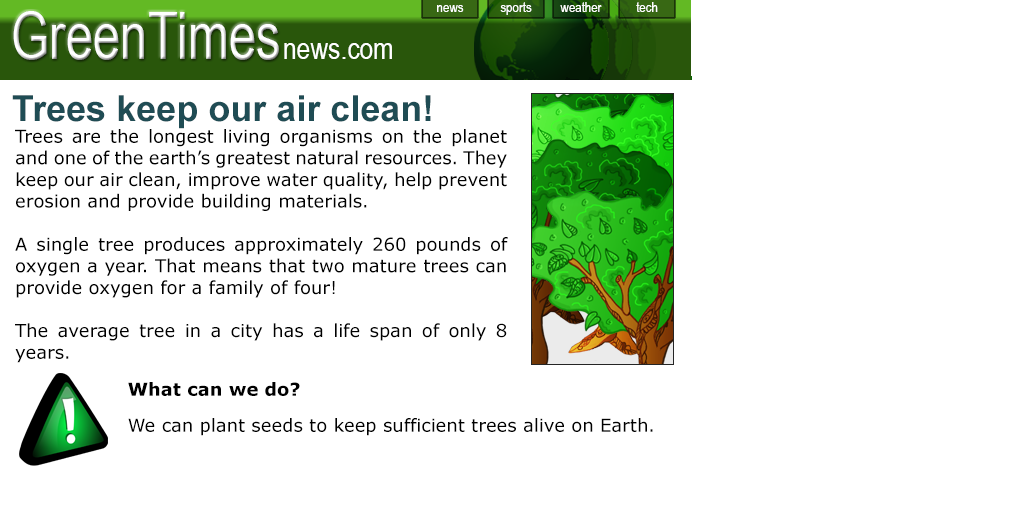 news sports weather tech
GreenTimesnews.com
Trees keep our air clean!
Trees are the longest living organisms on the planet
and one of the earth’s greatest natural resources. They
keep our air clean, improve water quality, help prevent
erosion and provide building materials.
A single tree produces approximately 260 pounds of
oxygen a year. That means that two mature trees can
provide oxygen for a family of four!
The average tree in a city has a life span of only 8
years.
What can we do?
We can plant seeds to keep sufficient trees alive on Earth.